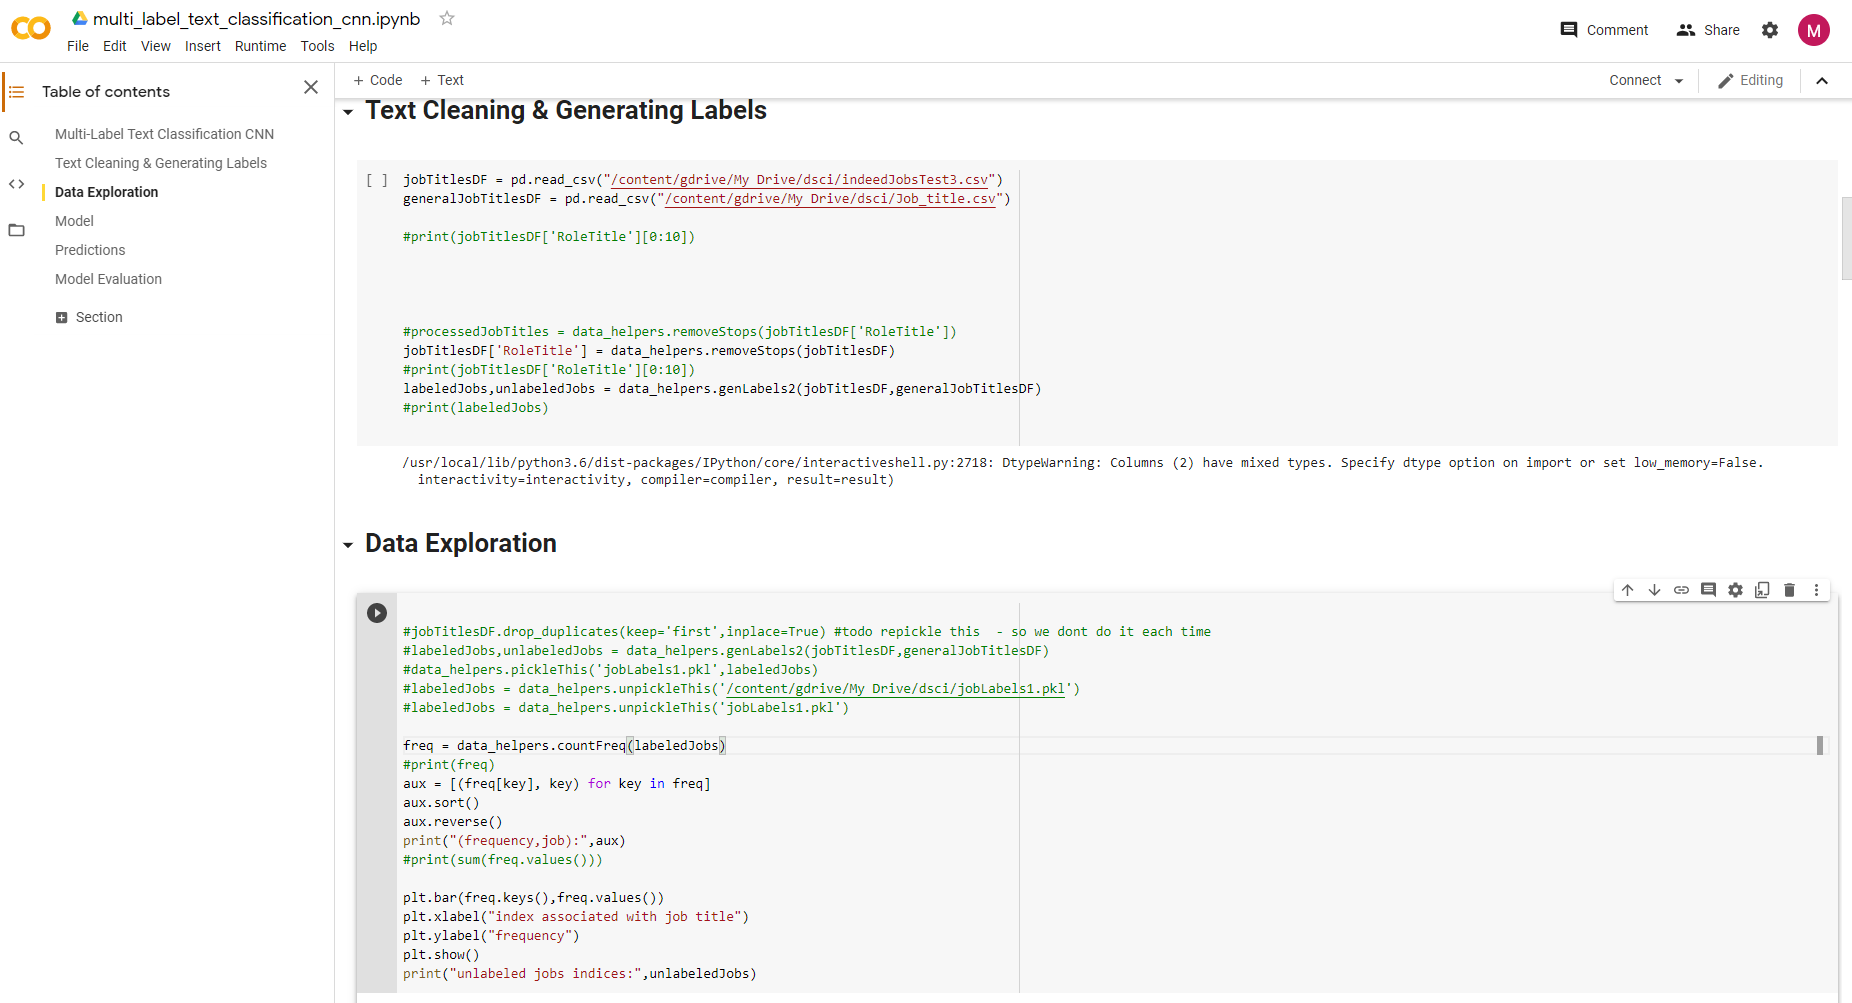 multi_label_text_classification_cnn.ipynb
File Edit View Insert Runtime Tools Help
Comment Share M
Table of contents
Multi-Label Text Classification CNN
Text Cleaning & Generating Labels
Data Exploration
Model
Predictions
Model Evaluation
Section
+ Code + Text
Connect Editing
Text Cleaning & Generating Labels
[ ] jobTitlesDF = pd.read_csv("/content/gdrive/My Drive/dsci/indeedJobsTest3.csv")
generalJobTitlesDF = pd.read_csv("/content/gdrive/My Drive/dsci/Job_title.csv")
#print(jobTitlesDF['RoleTitle'][0:10])
#processedJobTitles = data_helpers.removeStops(jobTitlesDF['RoleTitle'])
jobTitlesDF['RoleTitle'] = data_helpers.removeStops(jobTitlesDF)
#print(jobTitlesDF['RoleTitle'][0:10])
labeledJobs,unlabeledJobs = data_helpers.genLabels2(jobTitlesDF,generalJobTitlesDF)
#print(labeledJobs)
/usr/local/lib/python3.6/dist-packages/IPython/core/interactiveshell.py:2718: DtypeWarning: Columns (2) have mixed types. Specify dtype option on import or set low_memory=False.
interactivity=interactivity, compiler=compiler, result=result)
Data Exploration
#jobTitlesDF.drop_duplicates(keep='first',inplace=True) #todo repickle this  - so we dont do it each time
#labeledJobs,unlabeledJobs = data_helpers.genLabels2(jobTitlesDF,generalJobTitlesDF)
#data_helpers.pickleThis('jobLabels1.pkl',labeledJobs)
#labeledJobs = data_helpers.unpickleThis('/content/gdrive/My Drive/dsci/jobLabels1.pkl')
#labeledJobs = data_helpers.unpickleThis('jobLabels1.pkl')
freq = data_helpers.countFreq(labeledJobs)
#print(freq)
aux = [(freq[key], key) for key in freq]
aux.sort()
aux.reverse()
print("(frequency,job):",aux)
#print(sum(freq.values()))
plt.bar(freq.keys(),freq.values())
plt.xlabel("index associated with job title")
plt.ylabel("frequency")
plt.show()
print("unlabeled jobs indices:",unlabeledJobs)